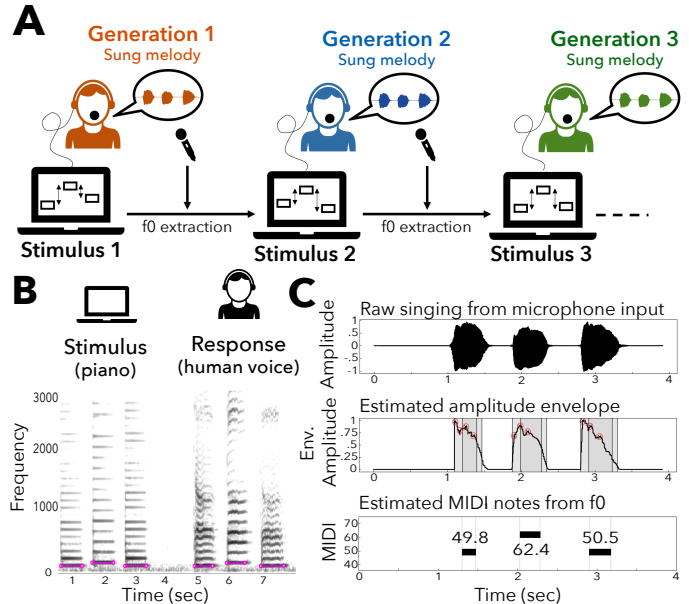 A
Generation 1
Sung melody
Generation 2
Sung melody
Generation 3
Sung melody
f0 extraction
f0 extraction
Stimulus 1
Stimulus 2
Stimulus 3
B
Stimulus
(piano)
Response
(human voice)
Frequency
3000
2000
1000
0
1 2 3 4 5 6 7
Time (sec)
C
Raw singing from microphone input
Amplitude
1
.5
0
-.5
-1
0 1 2 3 4
Estimated amplitude envelope
Env.
Amplitude
1
.75
.5
.25
0
0 1 2 3 4
Estimated MIDI notes from f0
MIDI
70
60
50
40
49.8
62.4
50.5
0 1 2 3 4
Time (sec)